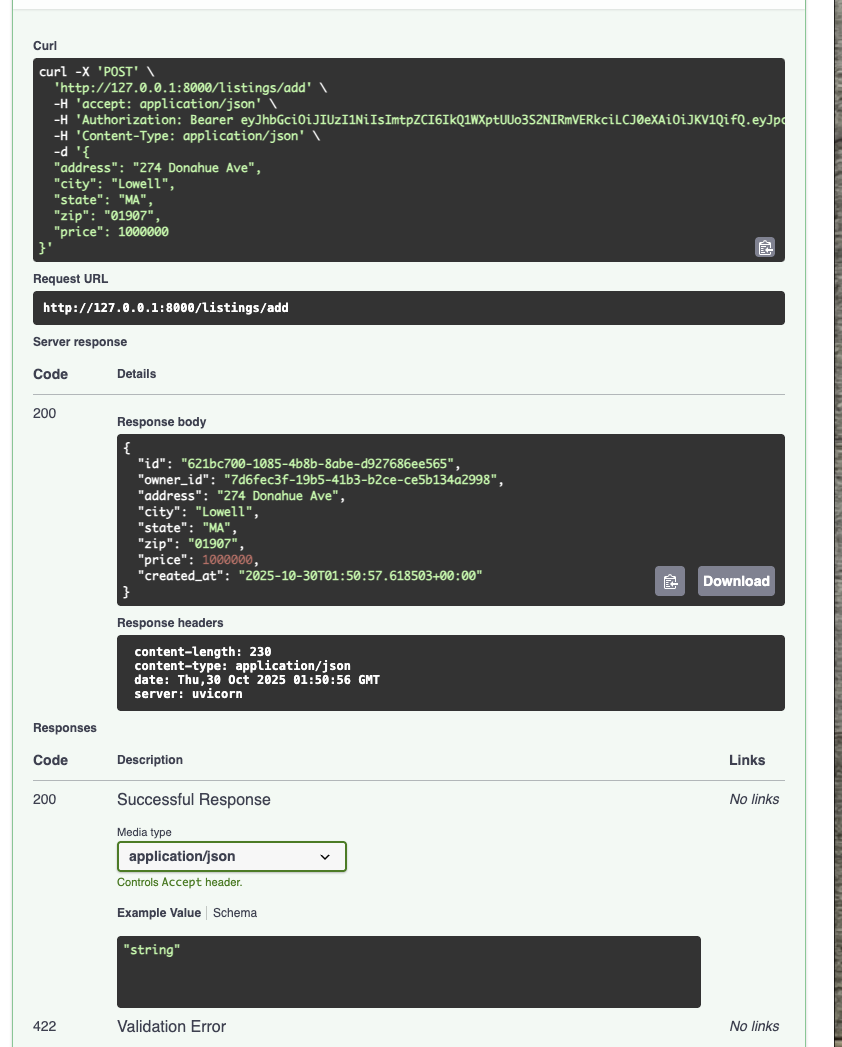 Curl
curl -X 'POST' \
'http://127.0.0.1:8000/listings/add' \
-H 'accept: application/json' \
-H 'Authorization: Bearer eyJhbGciOiJIUzI1NiIsImtpZCI6IkQ1WXptUUo3S2NIRmVERkciLCJ0eXAiOiJKV1QifQ.eyJpc
-H 'Content-Type: application/json' \
-d '{
"address": "274 Donahue Ave",
"city": "Lowell",
"state": "MA",
"zip": "01907",
"price": 1000000
}'
Request URL
http://127.0.0.1:8000/listings/add
Server response
Code Details
200
Response body
{
"id": "621bc700-1085-4b8b-8abe-d927686ee565",
"owner_id": "7d6fec3f-19b5-41b3-b2ce-ce5b134a2998",
"address": "274 Donahue Ave",
"city": "Lowell",
"state": "MA",
"zip": "01907",
"price": 1000000,
"created_at": "2025-10-30T01:50:57.618503+00:00"
}
Download
Response headers
content-length: 230
content-type: application/json
date: Thu,30 Oct 2025 01:50:56 GMT
server: uvicorn
Responses
Code Description Links
200 Successful Response No links
Media type
application/json
Controls Accept header.
Example Value Schema
"string"
422 Validation Error No links